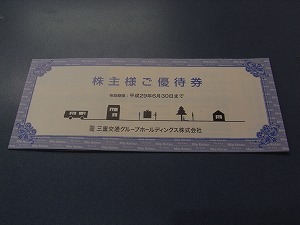 株主様ご優待券
有効期間：平成29年6月30日まで
三重交通グループホールディングス株式会社